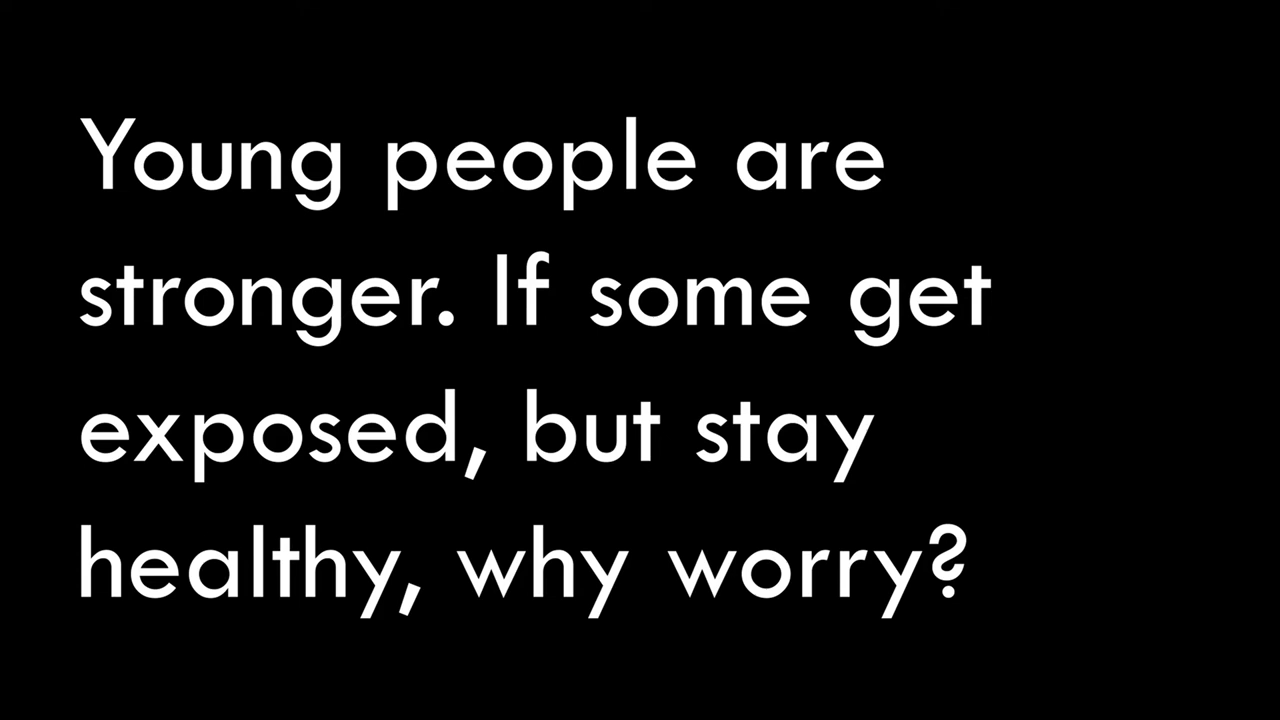 Young people are
stronger. If some get
exposed, but stay
healthy, why worry?